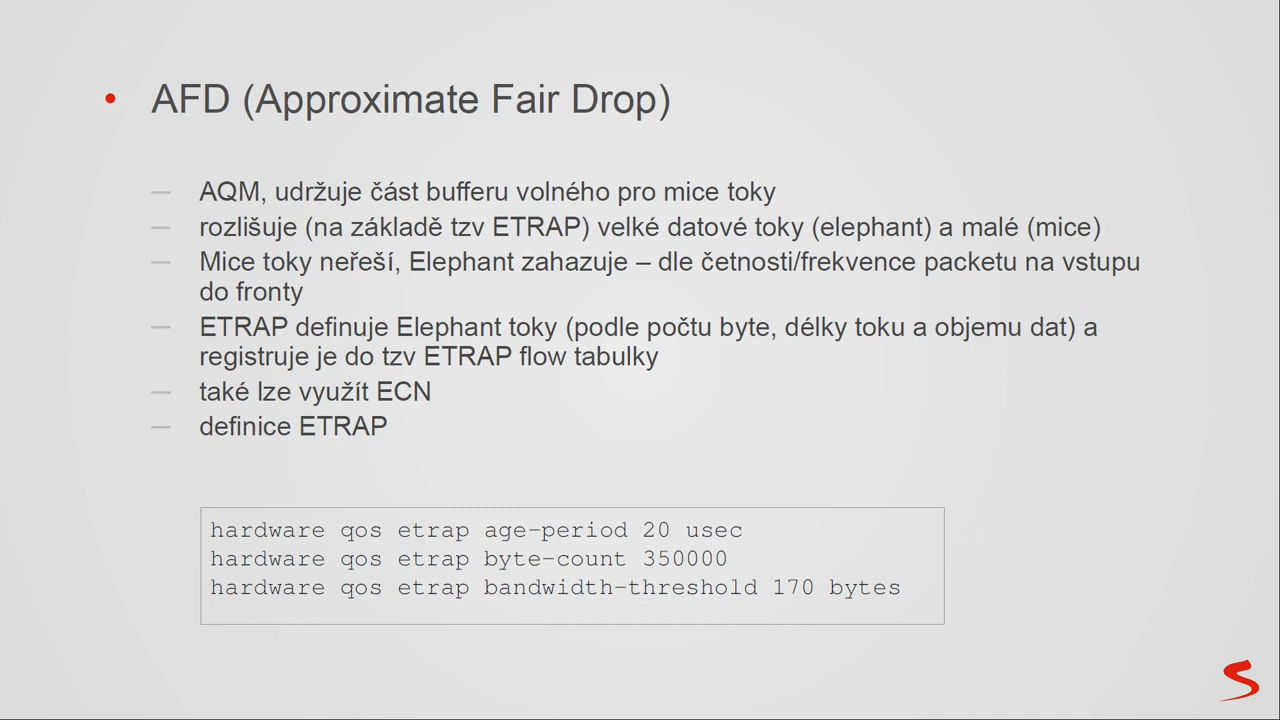 • AFD (Approximate Fair Drop)
— AQM, udržuje část bufferu volného pro mice toky
— rozlišuje (na základě tzv ETRAP) velké datové toky (elephant) a malé (mice)
— Mice toky neřeší, Elephant zahazuje – dle četnosti/frekvence packetu na vstupu
do fronty
— ETRAP definuje Elephant toky (podle počtu byte, délky toku a objemu dat) a
registruje je do tzv ETRAP flow tabulky
— také lze využít ECN
— definice ETRAP
hardware qos etrap age-period 20 usec
hardware qos etrap byte-count 350000
hardware qos etrap bandwidth-threshold 170 bytes